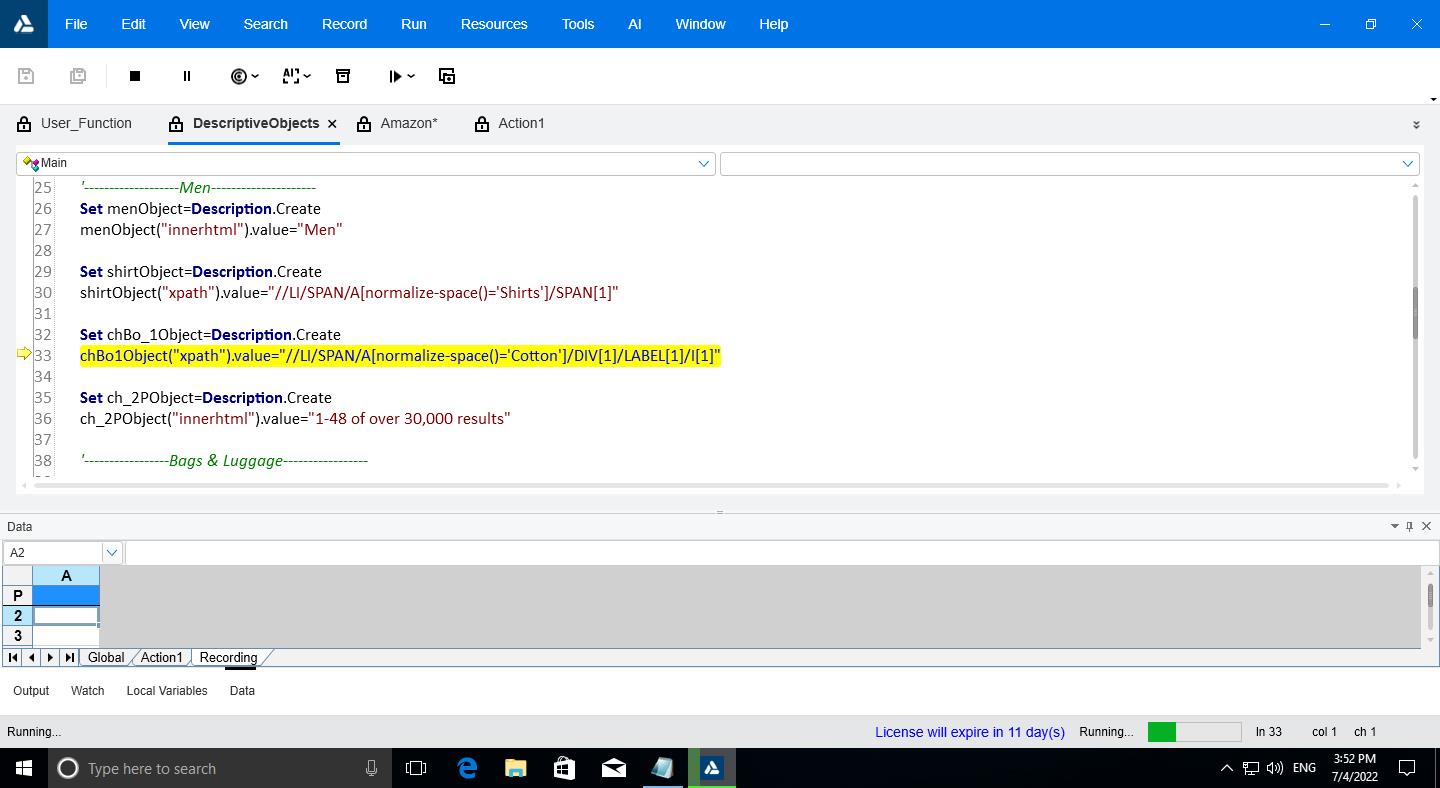 File Edit View Search Record Run Resources Tools AI Window Help
User_Function DescriptiveObjects Amazon* Action1
Main
25 '-------------------Men---------------------
26 Set menObject=Description.Create
27 menObject("innerhtml").value="Men"
28
29 Set shirtObject=Description.Create
30 shirtObject("xpath").value="//LI/SPAN/A[normalize-space()='Shirts']/SPAN[1]"
31
32 Set chBo_1Object=Description.Create
33 chBo1Object("xpath").value="//LI/SPAN/A[normalize-space()='Cotton']/DIV[1]/LABEL[1]/I[1]"
34
35 Set ch_2PObject=Description.Create
36 ch_2PObject("innerhtml").value="1-48 of over 30,000 results"
37
38 '-----------------Bags & Luggage-----------------
Data
A2
A
P
2
3
Global Action1 Recording
Output Watch Local Variables Data
Running... License will expire in 11 day(s) Running... ln 33 col 1 ch 1
Type here to search ENG 3:52 PM
7/4/2022